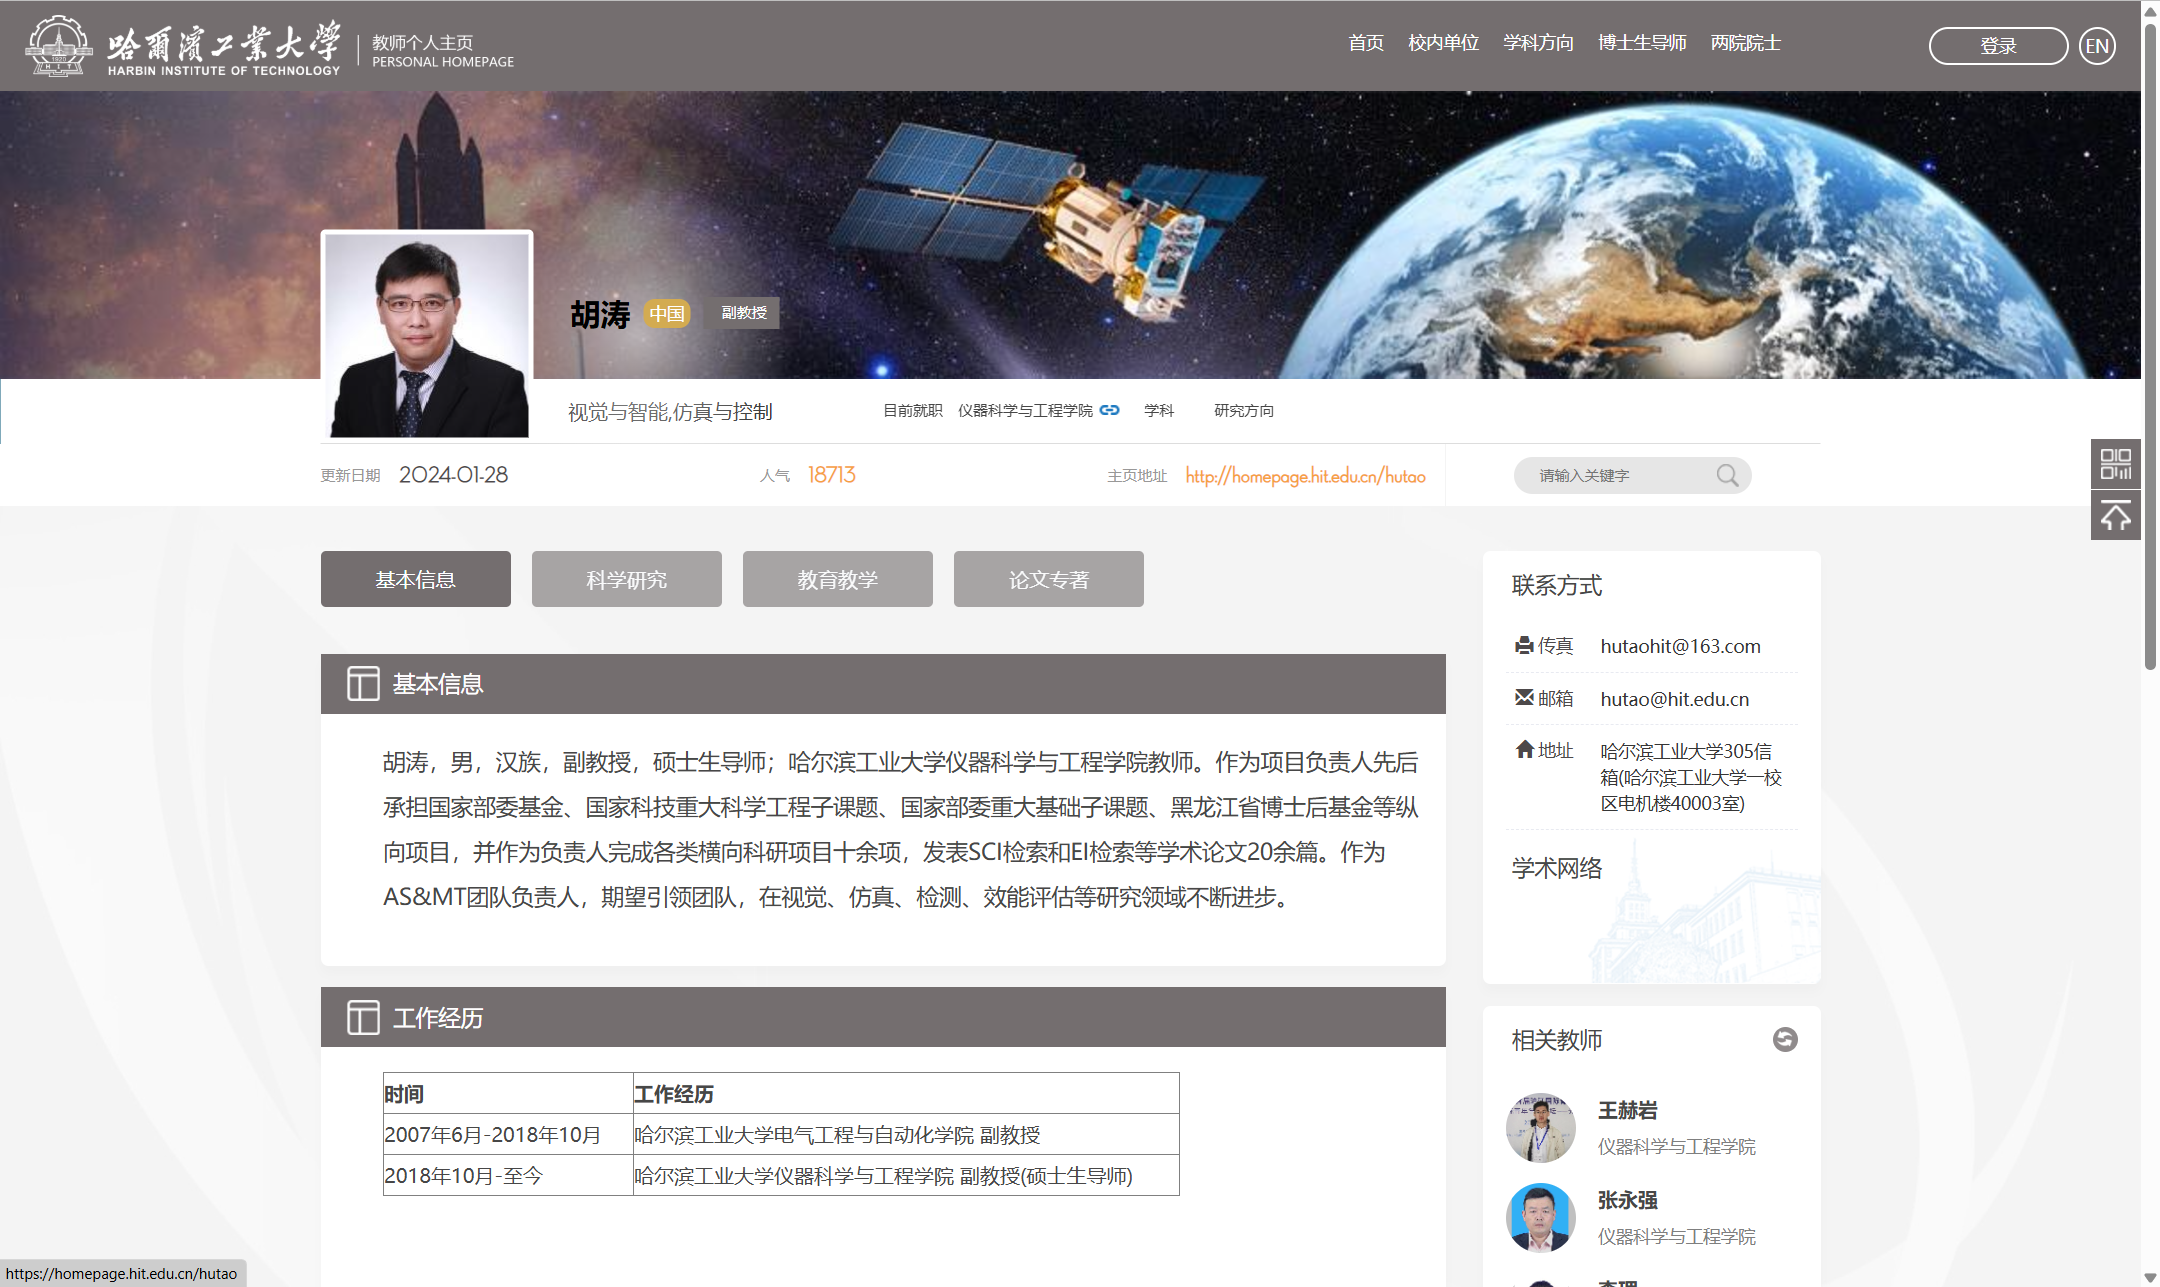 哈爾濱工業大學
HARBIN INSTITUTE OF TECHNOLOGY
教师个人主页
PERSONAL HOMEPAGE
首页 校内单位 学科方向 博士生导师 两院院士
登录
EN
胡涛 中国 副教授
视觉与智能,仿真与控制
目前就职 仪器科学与工程学院 学科 研究方向
更新日期 2024-01-28
人气 18713
主页地址 http://homepage.hit.edu.cn/hutao
请输入关键字
基本信息 科学研究 教育教学 论文专著
基本信息
胡涛，男，汉族，副教授，硕士生导师；哈尔滨工业大学仪器科学与工程学院教师。作为项目负责人先后
承担国家部委基金、国家科技重大科学工程子课题、国家部委重大基础子课题、黑龙江省博士后基金等纵
向项目，并作为负责人完成各类横向科研项目十余项，发表SCI检索和EI检索等学术论文20余篇。作为
AS&MT团队负责人，期望引领团队，在视觉、仿真、检测、效能评估等研究领域不断进步。
工作经历
时间 工作经历
2007年6月-2018年10月 哈尔滨工业大学电气工程与自动化学院 副教授
2018年10月-至今 哈尔滨工业大学仪器科学与工程学院 副教授(硕士生导师)
联系方式
传真 hutaohit@163.com
邮箱 hutao@hit.edu.cn
地址 哈尔滨工业大学305信
箱(哈尔滨工业大学一校
区电机楼40003室)
学术网络
相关教师
王赫岩
仪器科学与工程学院
张永强
仪器科学与工程学院
https://homepage.hit.edu.cn/hutao